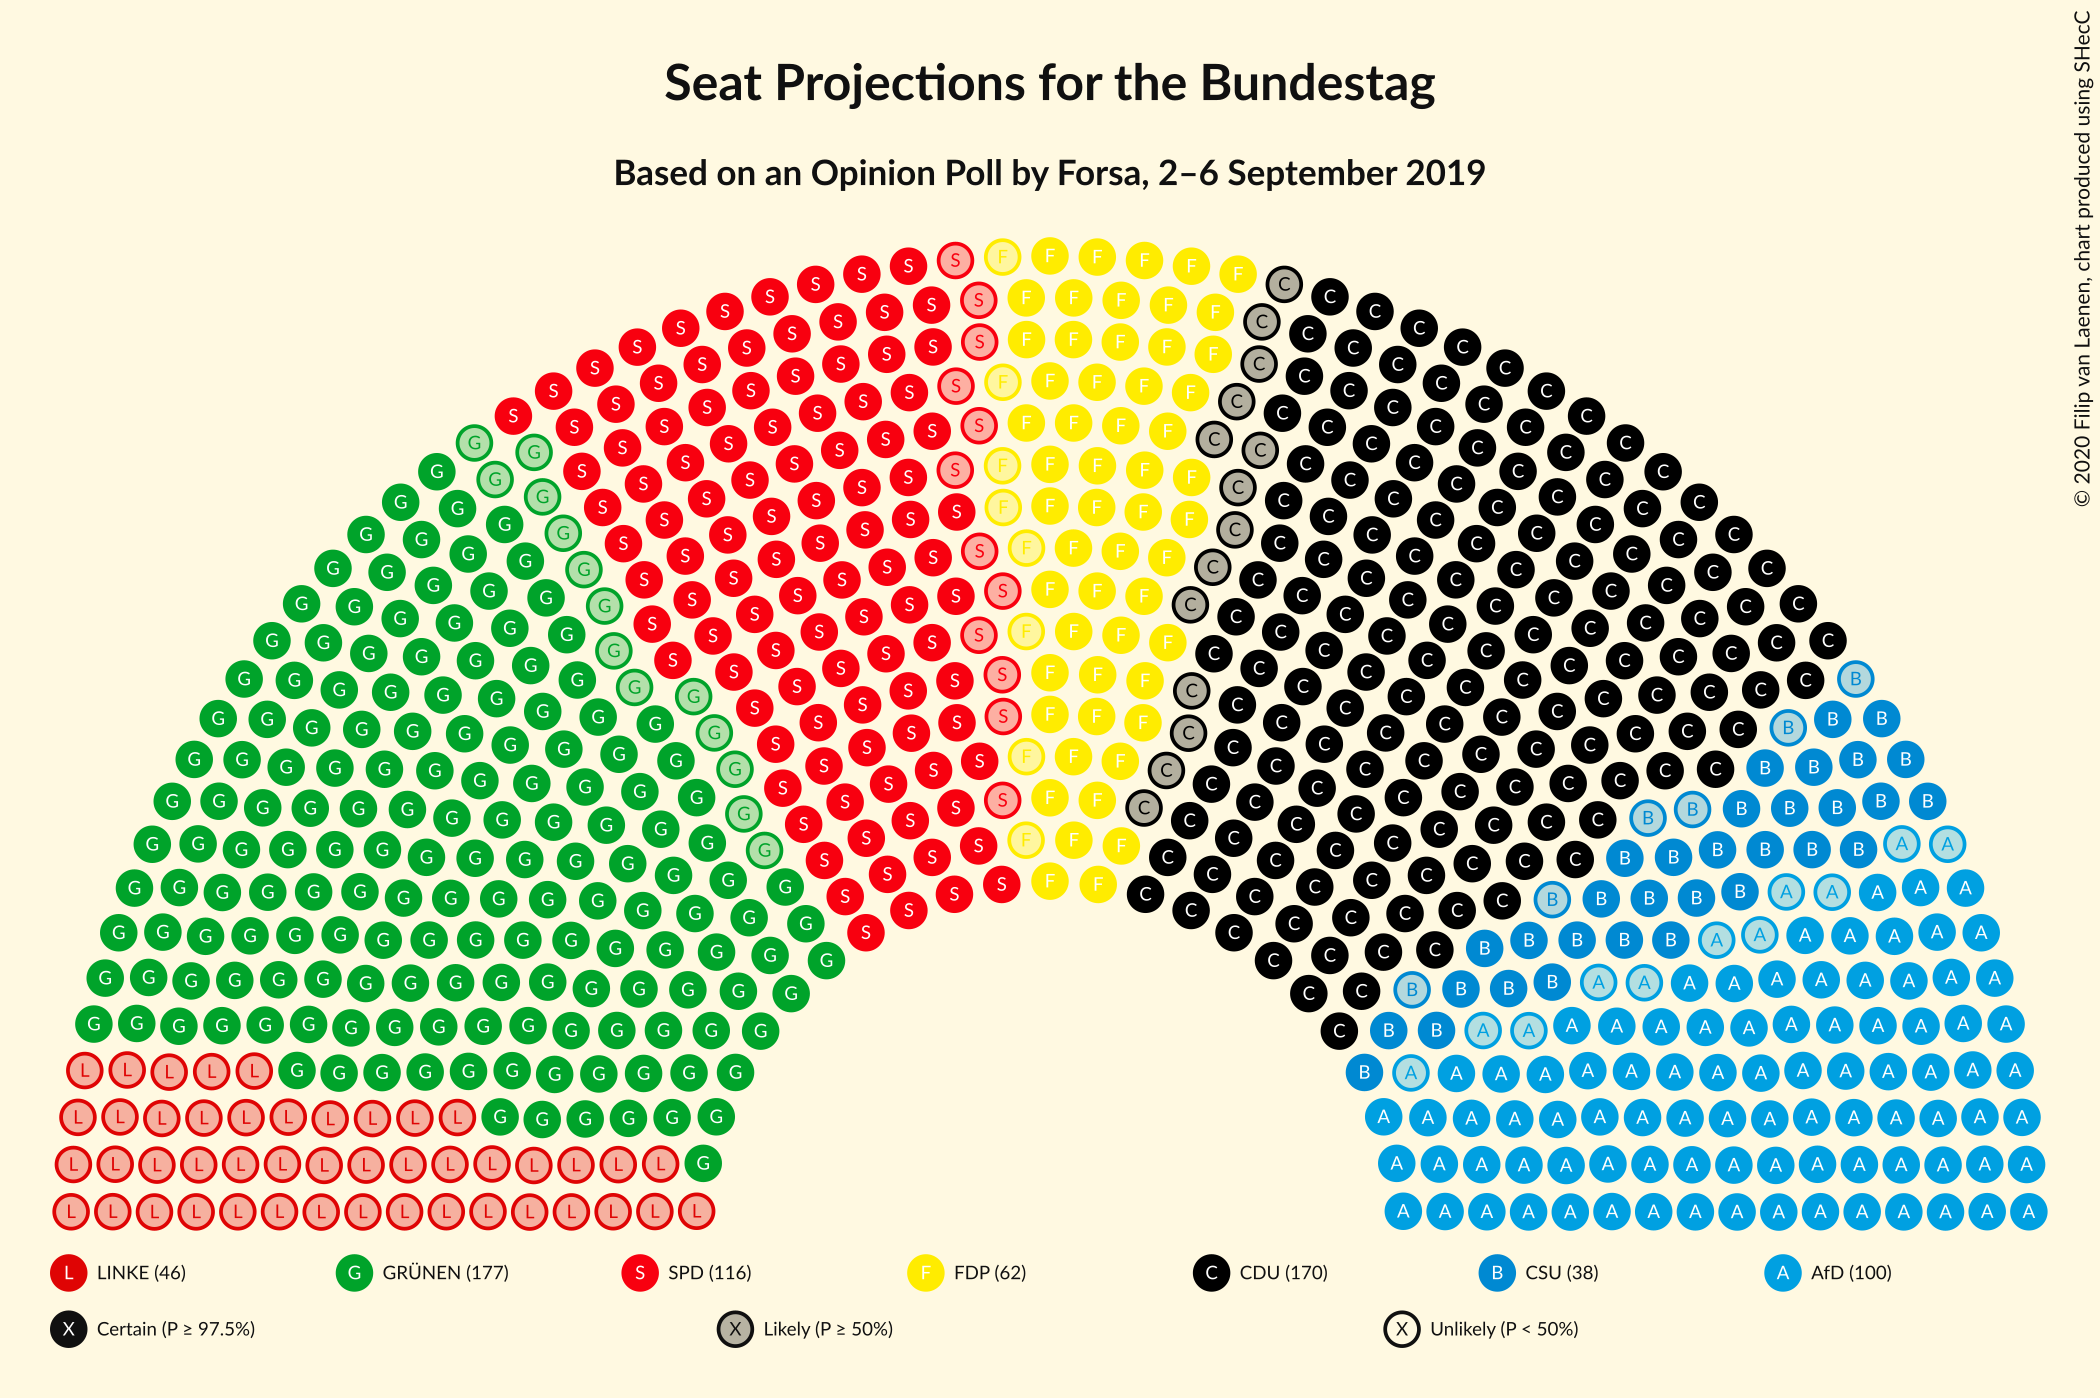 Seat Projections for the Bundestag
Based on an Opinion Poll by Forsa, 2–6 September 2019
© 2020 Filip van Laenen, chart produced using SHecC
L LINKE (46) G GRÜNEN (177) S SPD (116) F FDP (62) C CDU (170) B CSU (38) A AfD (100)
X Certain (P ≥ 97.5%) X Likely (P ≥ 50%) X Unlikely (P < 50%)